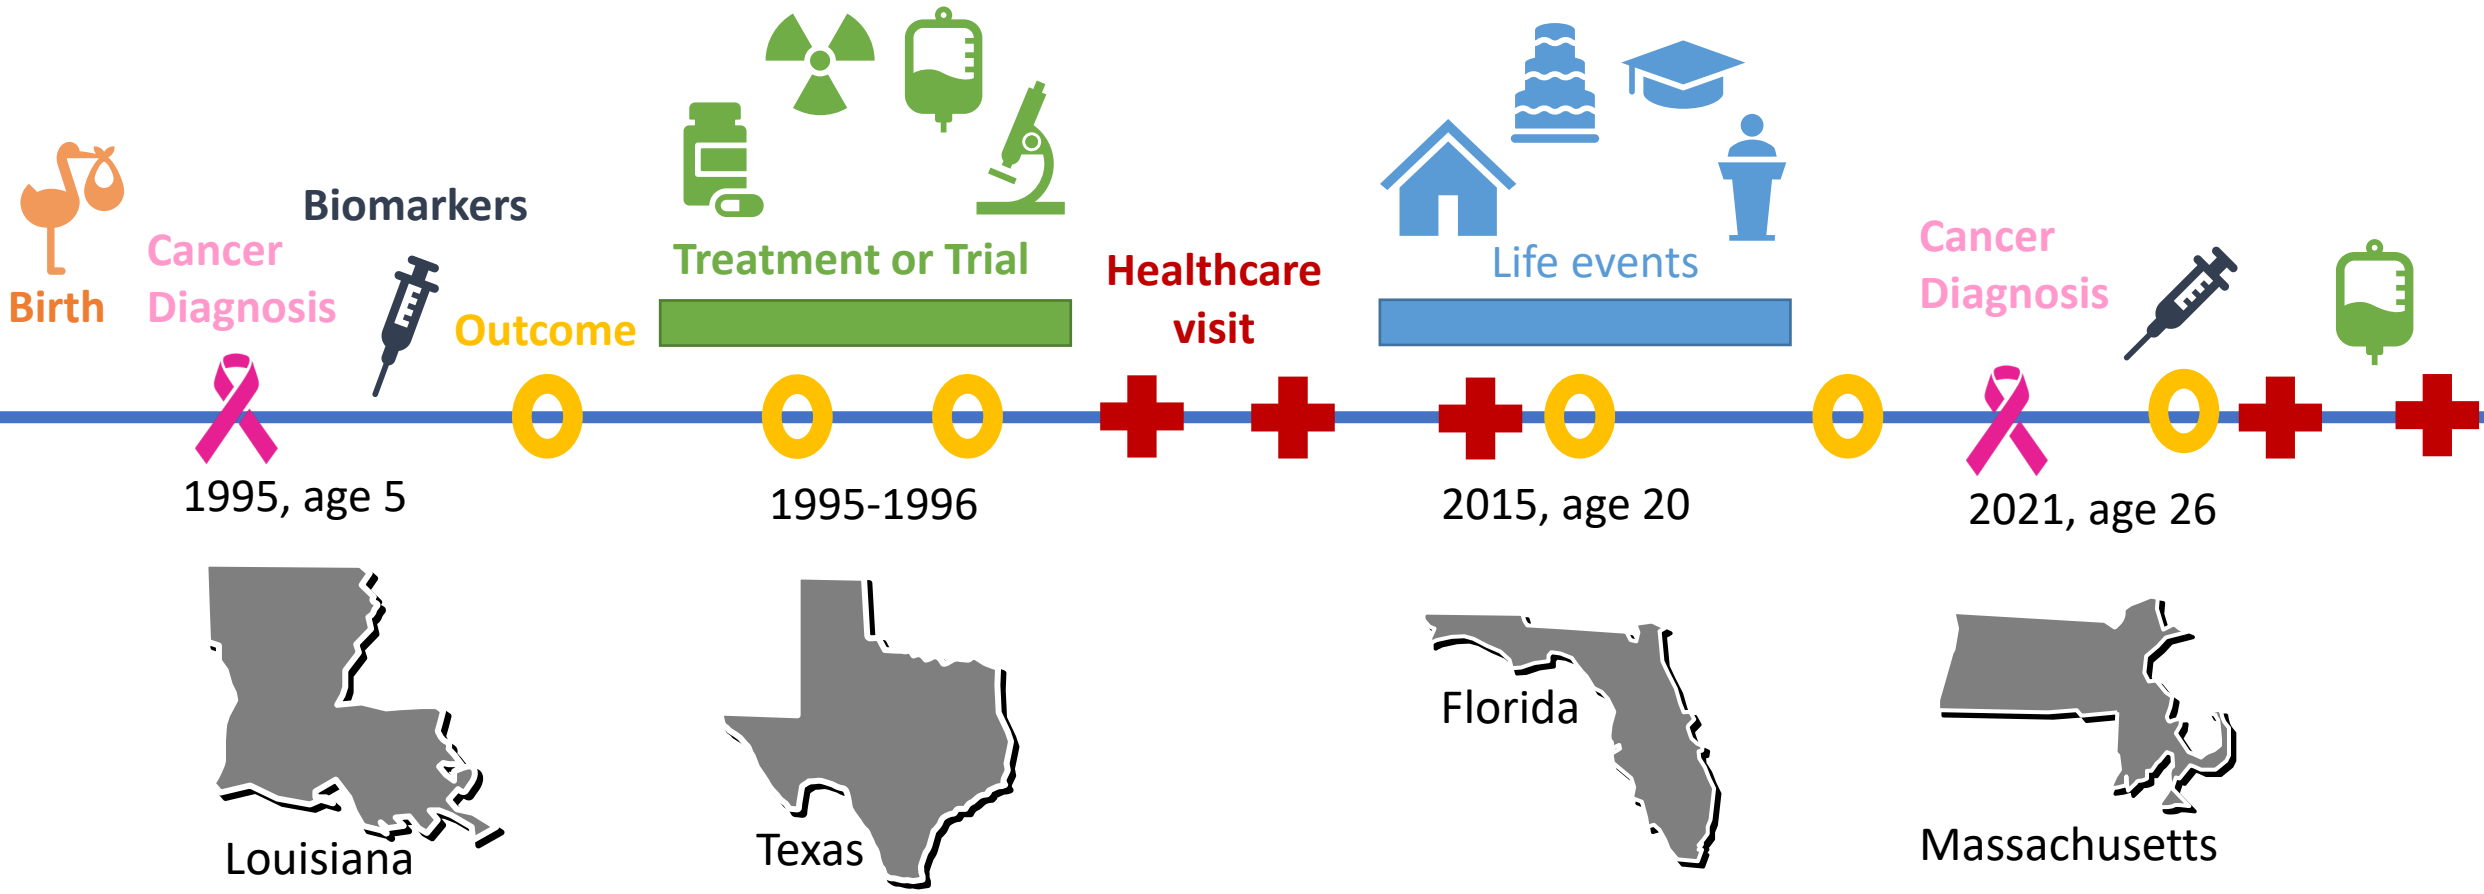 Birth
Cancer
Diagnosis
Biomarkers
Outcome
Treatment or Trial
Healthcare
visit
Life events
Cancer
Diagnosis
1995, age 5
1995-1996
2015, age 20
2021, age 26
Louisiana
Texas
Florida
Massachusetts